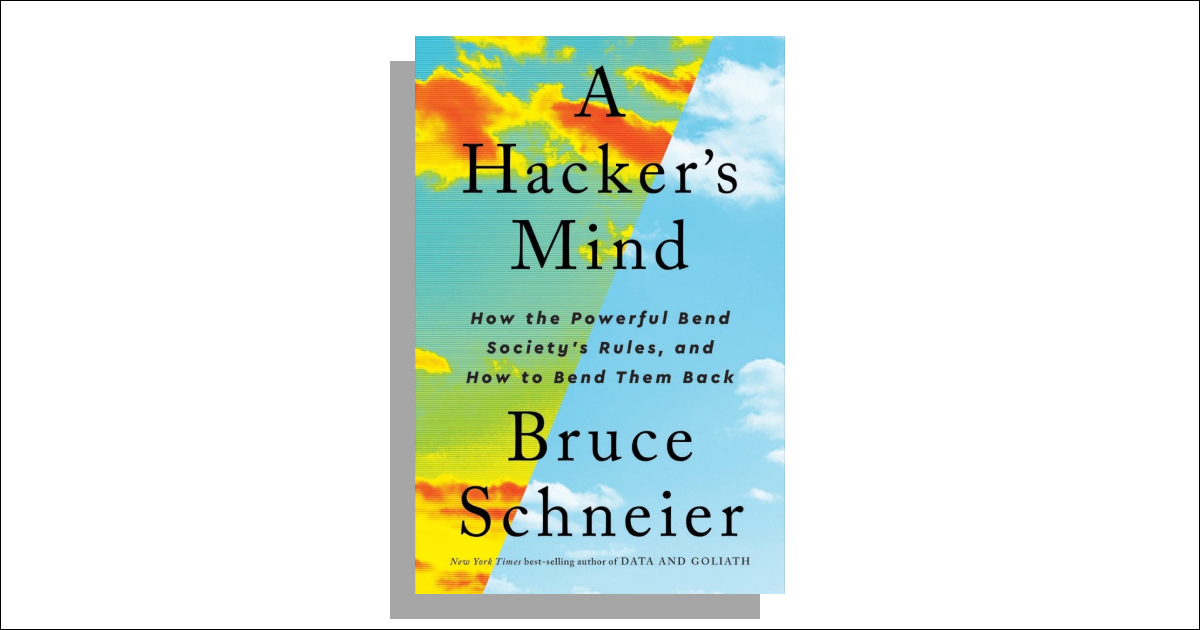 A
Hacker’s
Mind
How the Powerful Bend
Society’s Rules, and
How to Bend Them Back
Bruce
Schneier
New York Times best-selling author of DATA AND GOLIATH